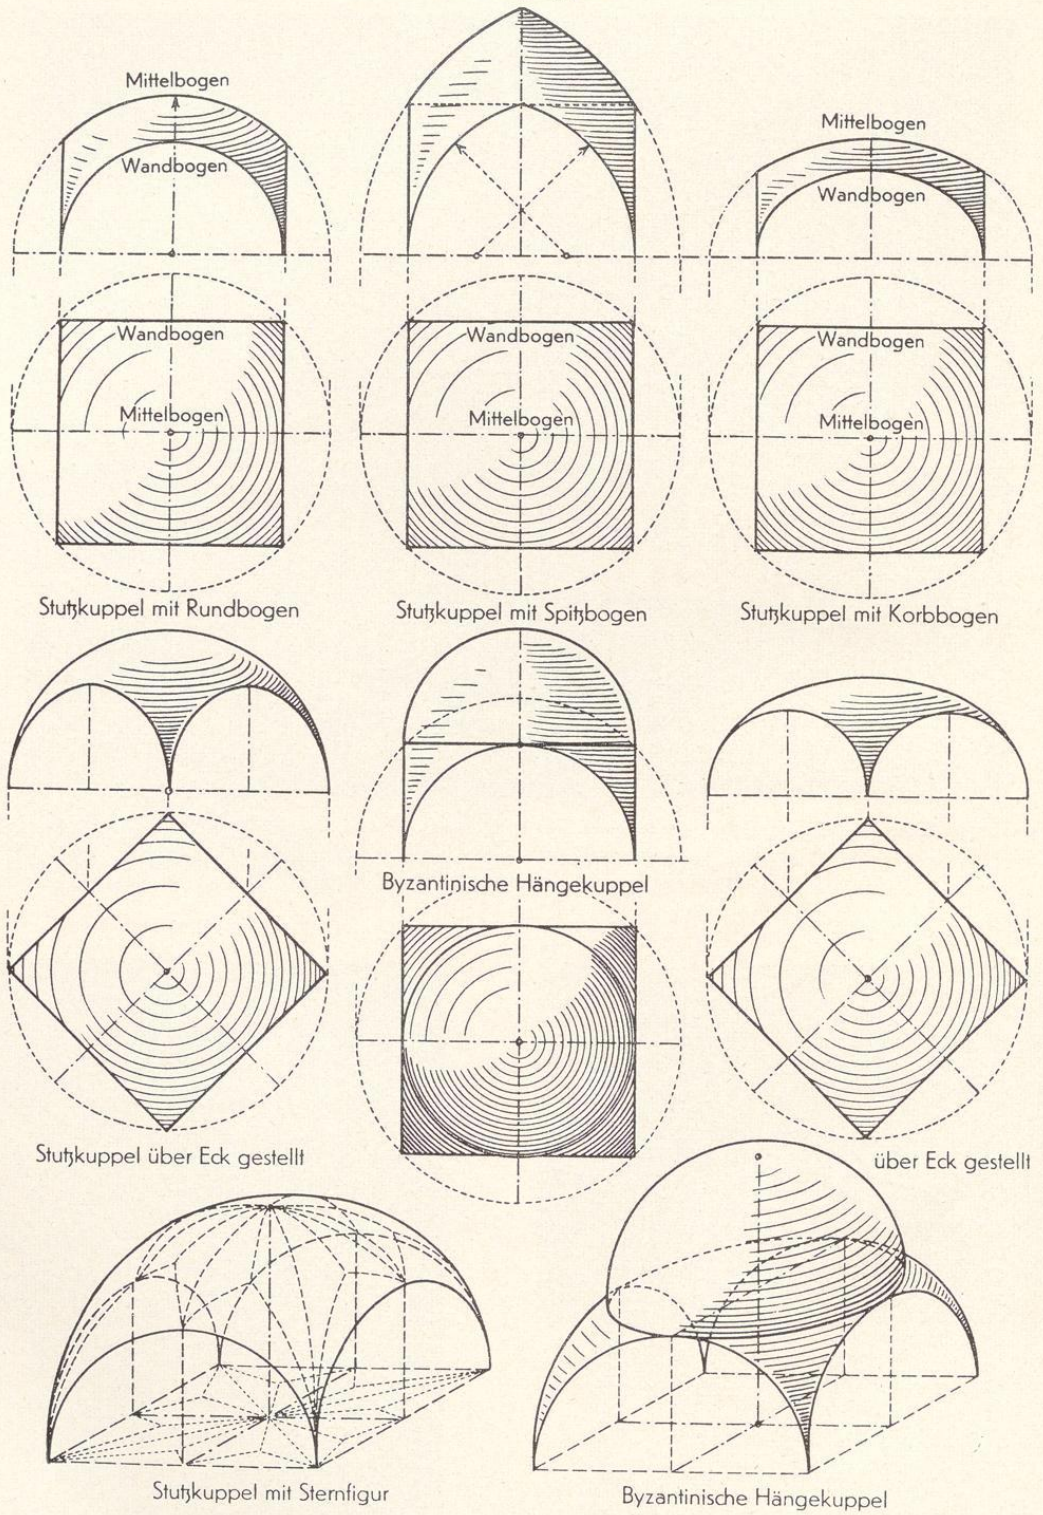 Mittelbogen
Wandbogen
Mittelbogen
Wandbogen
Wandbogen
Mittelbogen
Wandbogen
Mittelbogen
Wandbogen
Mittelbogen
Stutzkuppel mit Rundbogen
Stutzkuppel mit Spitzbogen
Stutzkuppel mit Korbbogen
Byzantinische Hängekuppel
Stutzkuppel über Eck gestellt
über Eck gestellt
Stutzkuppel mit Sternfigur
Byzantinische Hängekuppel